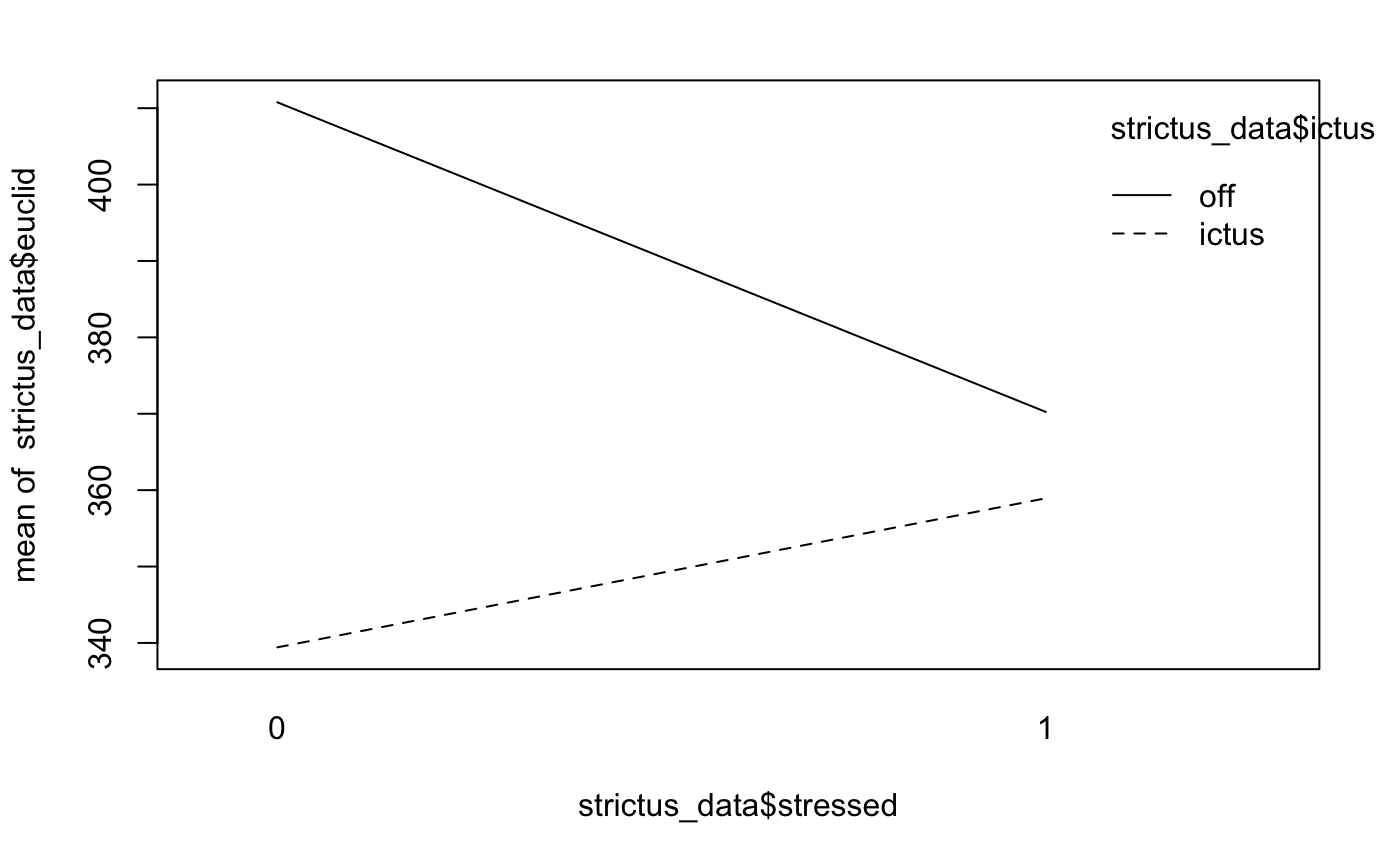 mean of strictus_data$euclid
400
380
360
340
strictus_data$ictus
off
ictus
0 1
strictus_data$stressed